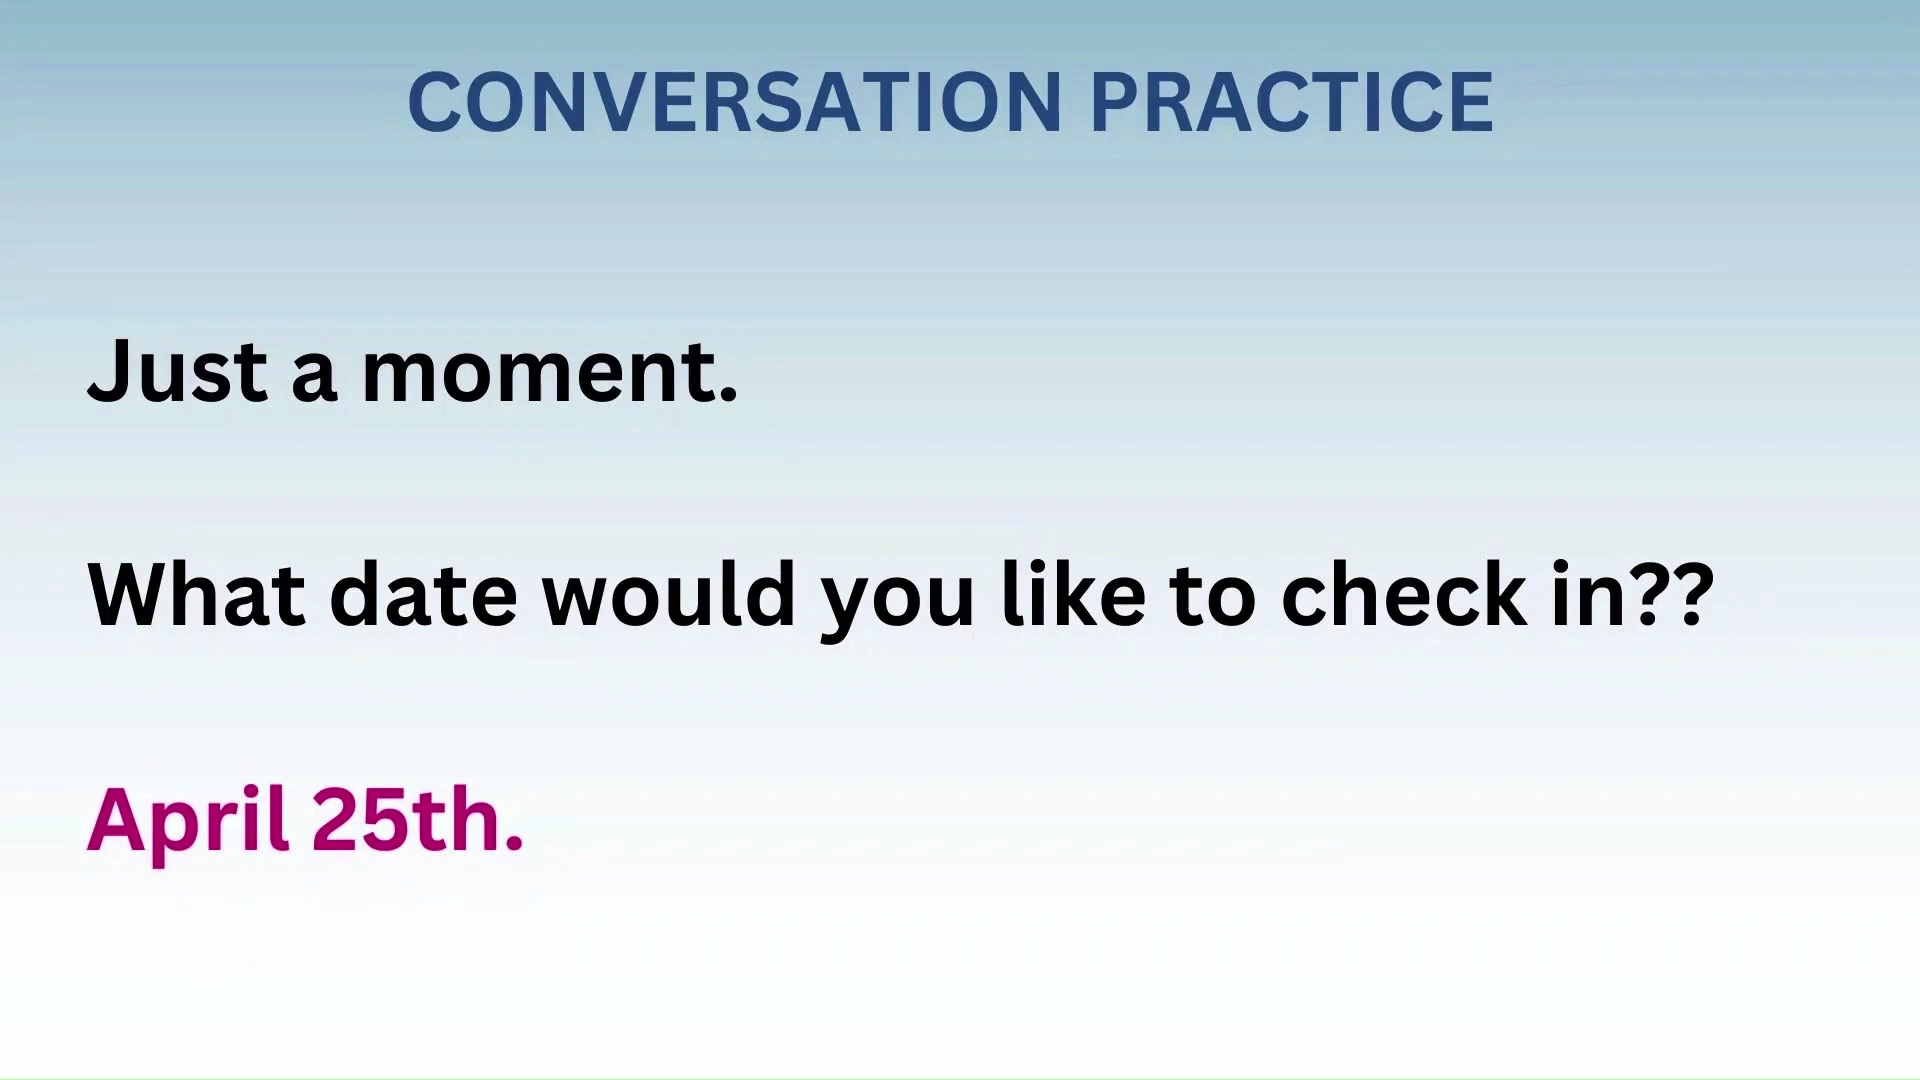 CONVERSATION PRACTICE
Just a moment.
What date would you like to check in??
April 25th.